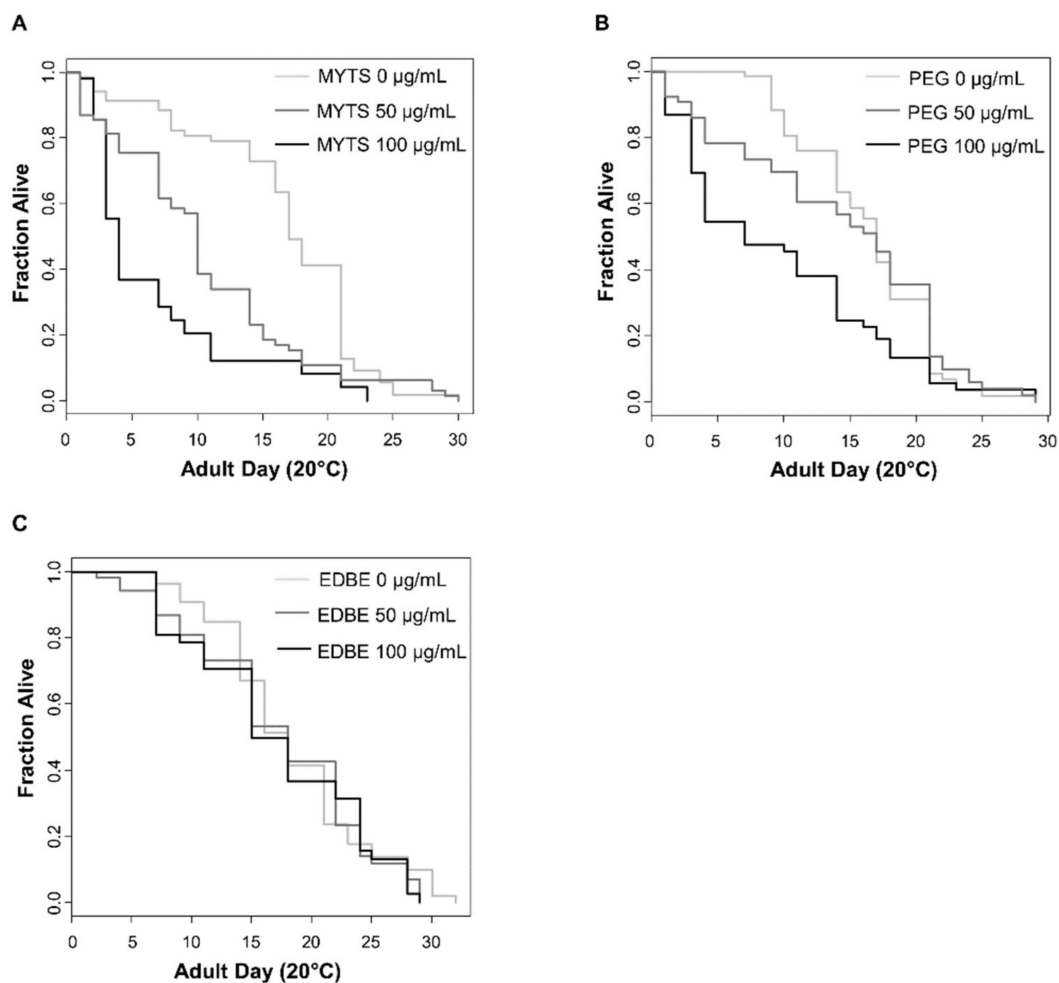 A
MYTS 0 µg/mL
MYTS 50 µg/mL
MYTS 100 µg/mL
Fraction Alive
1.0
0.8
0.6
0.4
0.2
0.0
0 5 10 15 20 25 30
Adult Day (20°C)
B
PEG 0 µg/mL
PEG 50 µg/mL
PEG 100 µg/mL
Fraction Alive
1.0
0.8
0.6
0.4
0.2
0.0
0 5 10 15 20 25 30
Adult Day (20°C)
C
EDBE 0 µg/mL
EDBE 50 µg/mL
EDBE 100 µg/mL
Fraction Alive
1.0
0.8
0.6
0.4
0.2
0.0
0 5 10 15 20 25 30
Adult Day (20°C)